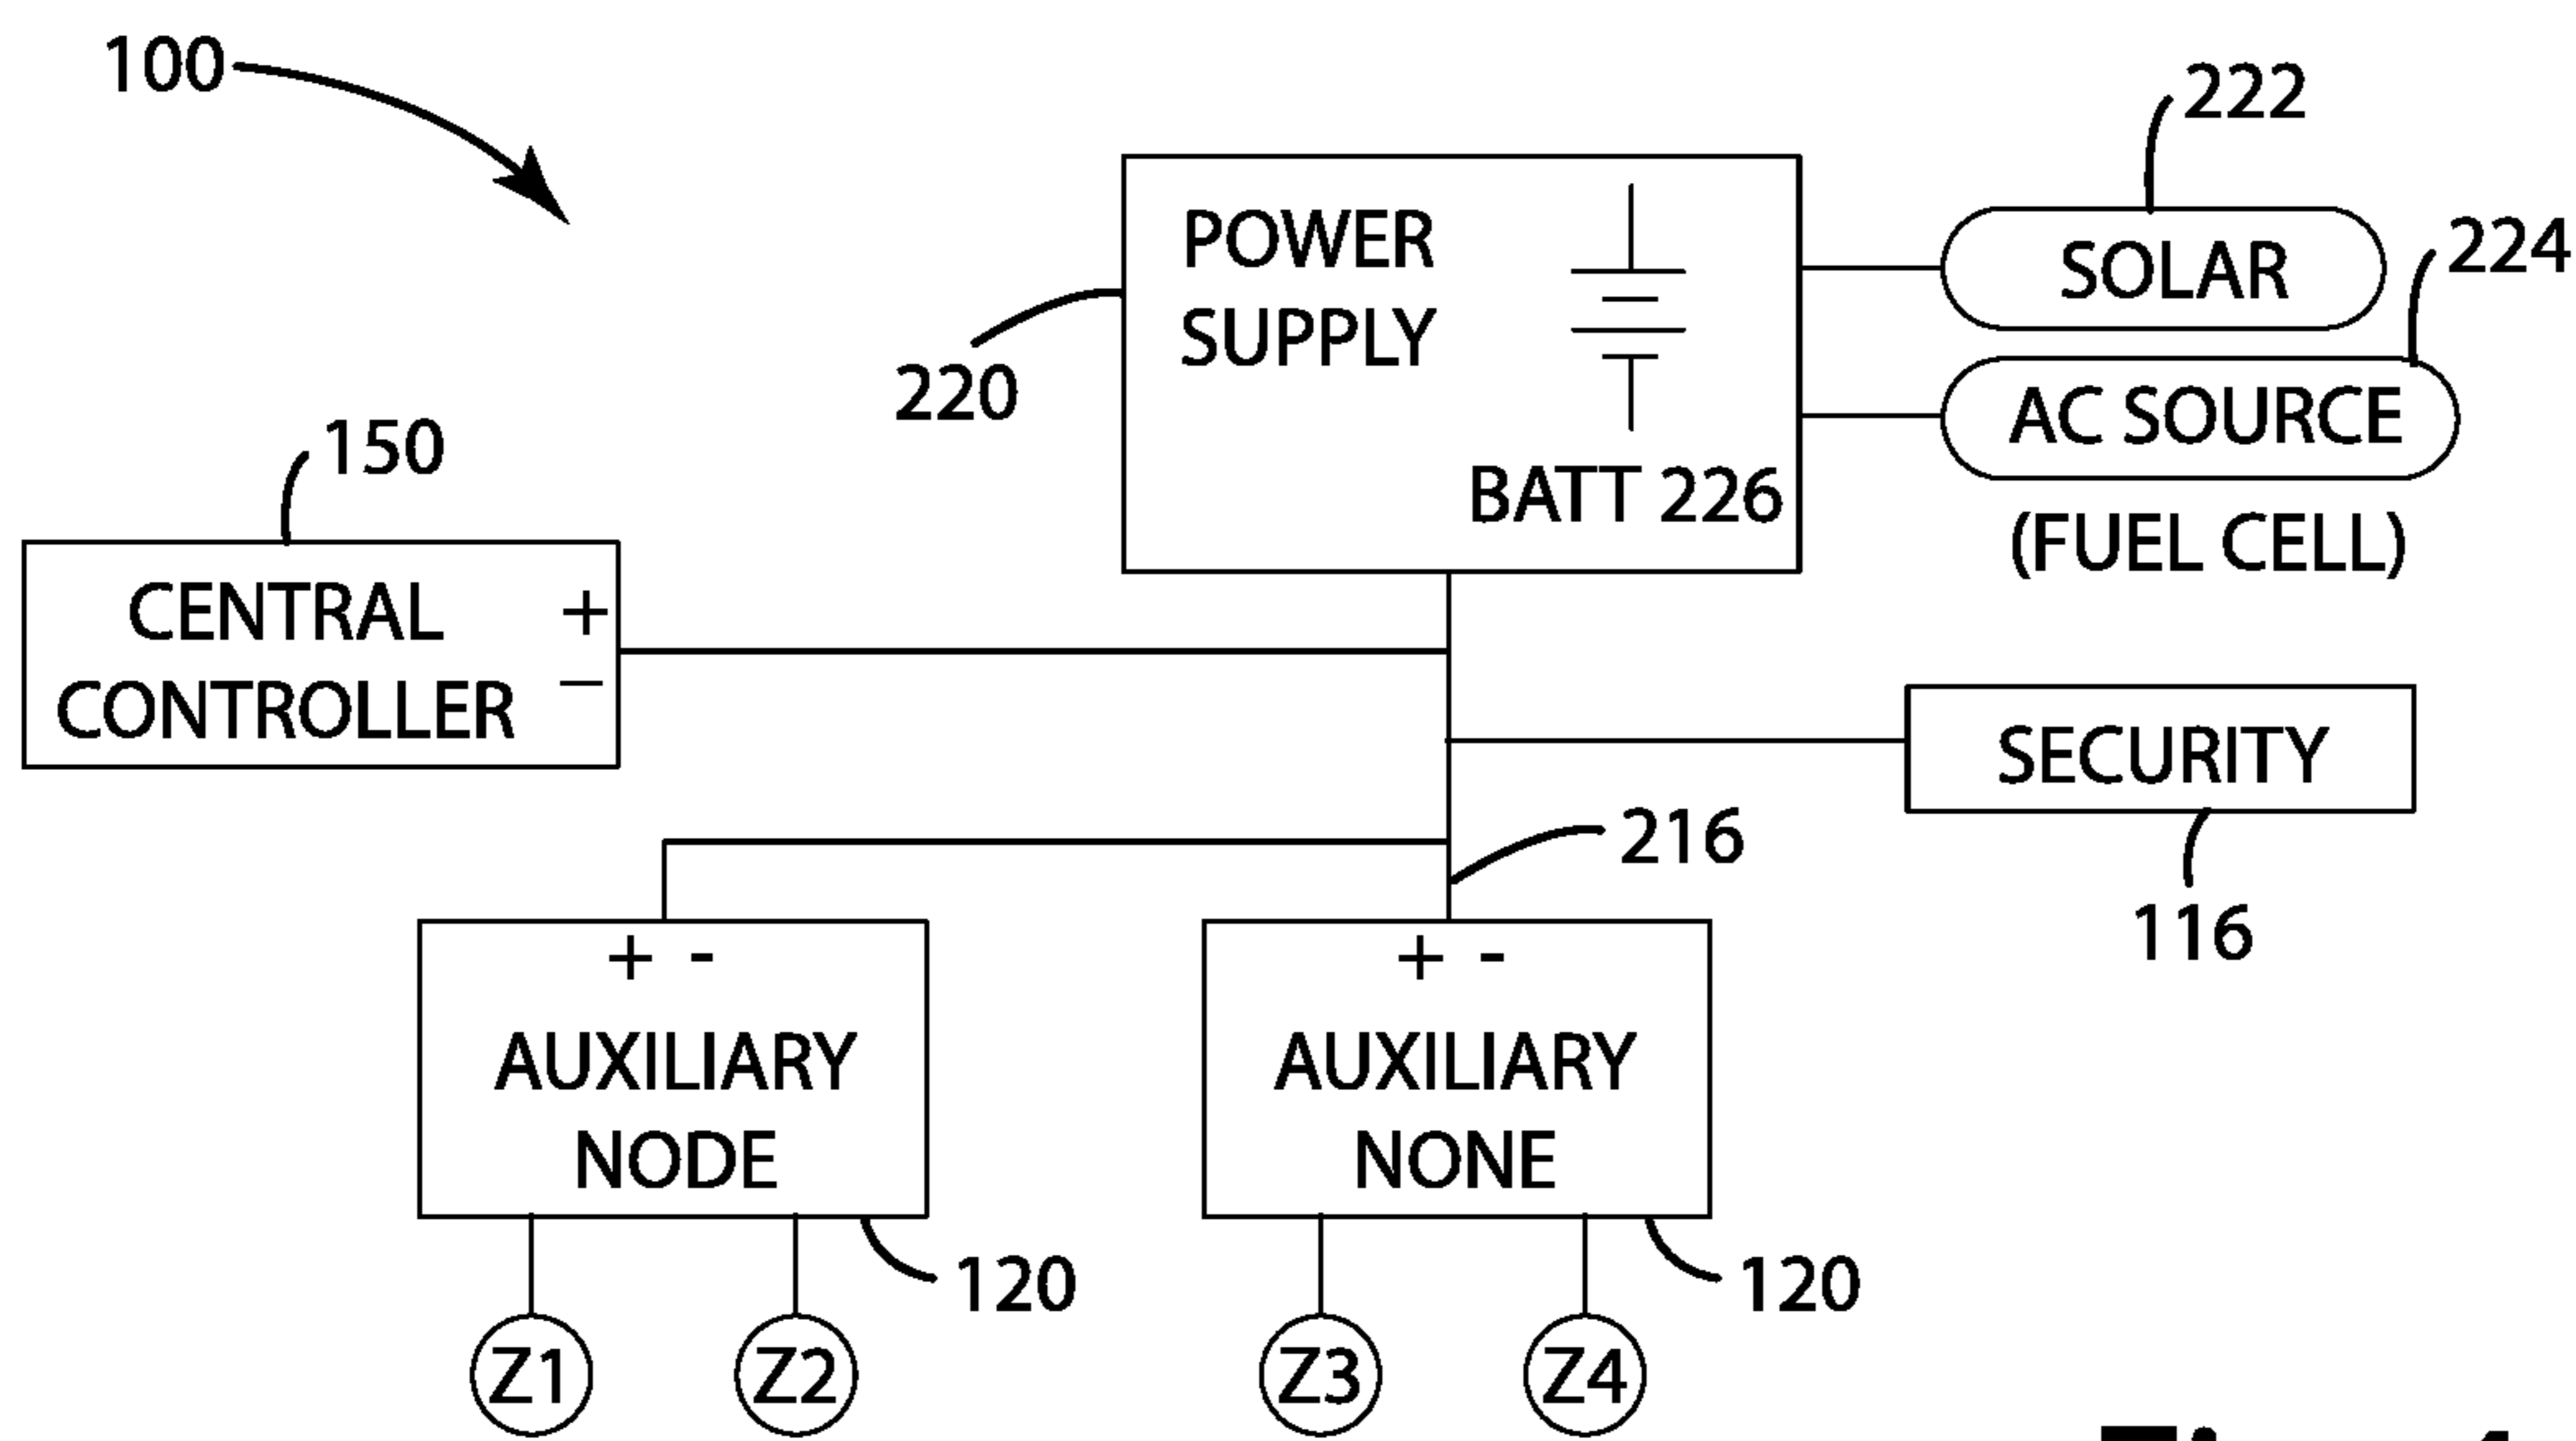 100
222
POWER
SUPPLY
SOLAR
224
220
AC SOURCE
BATT 226
(FUEL CELL)
150
CENTRAL
CONTROLLER
+
–
SECURITY
216
116
+ -
AUXILIARY
NODE
+ -
AUXILIARY
NONE
120
120
Z1
Z2
Z3
Z4